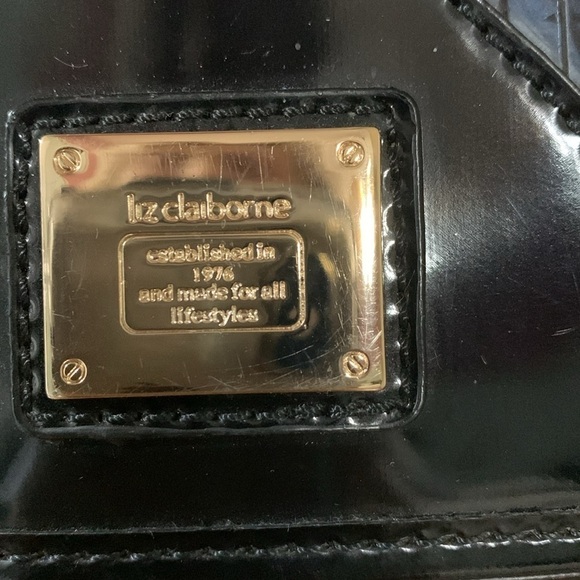 liz claiborne
established in
1976
and made for all
lifestyles